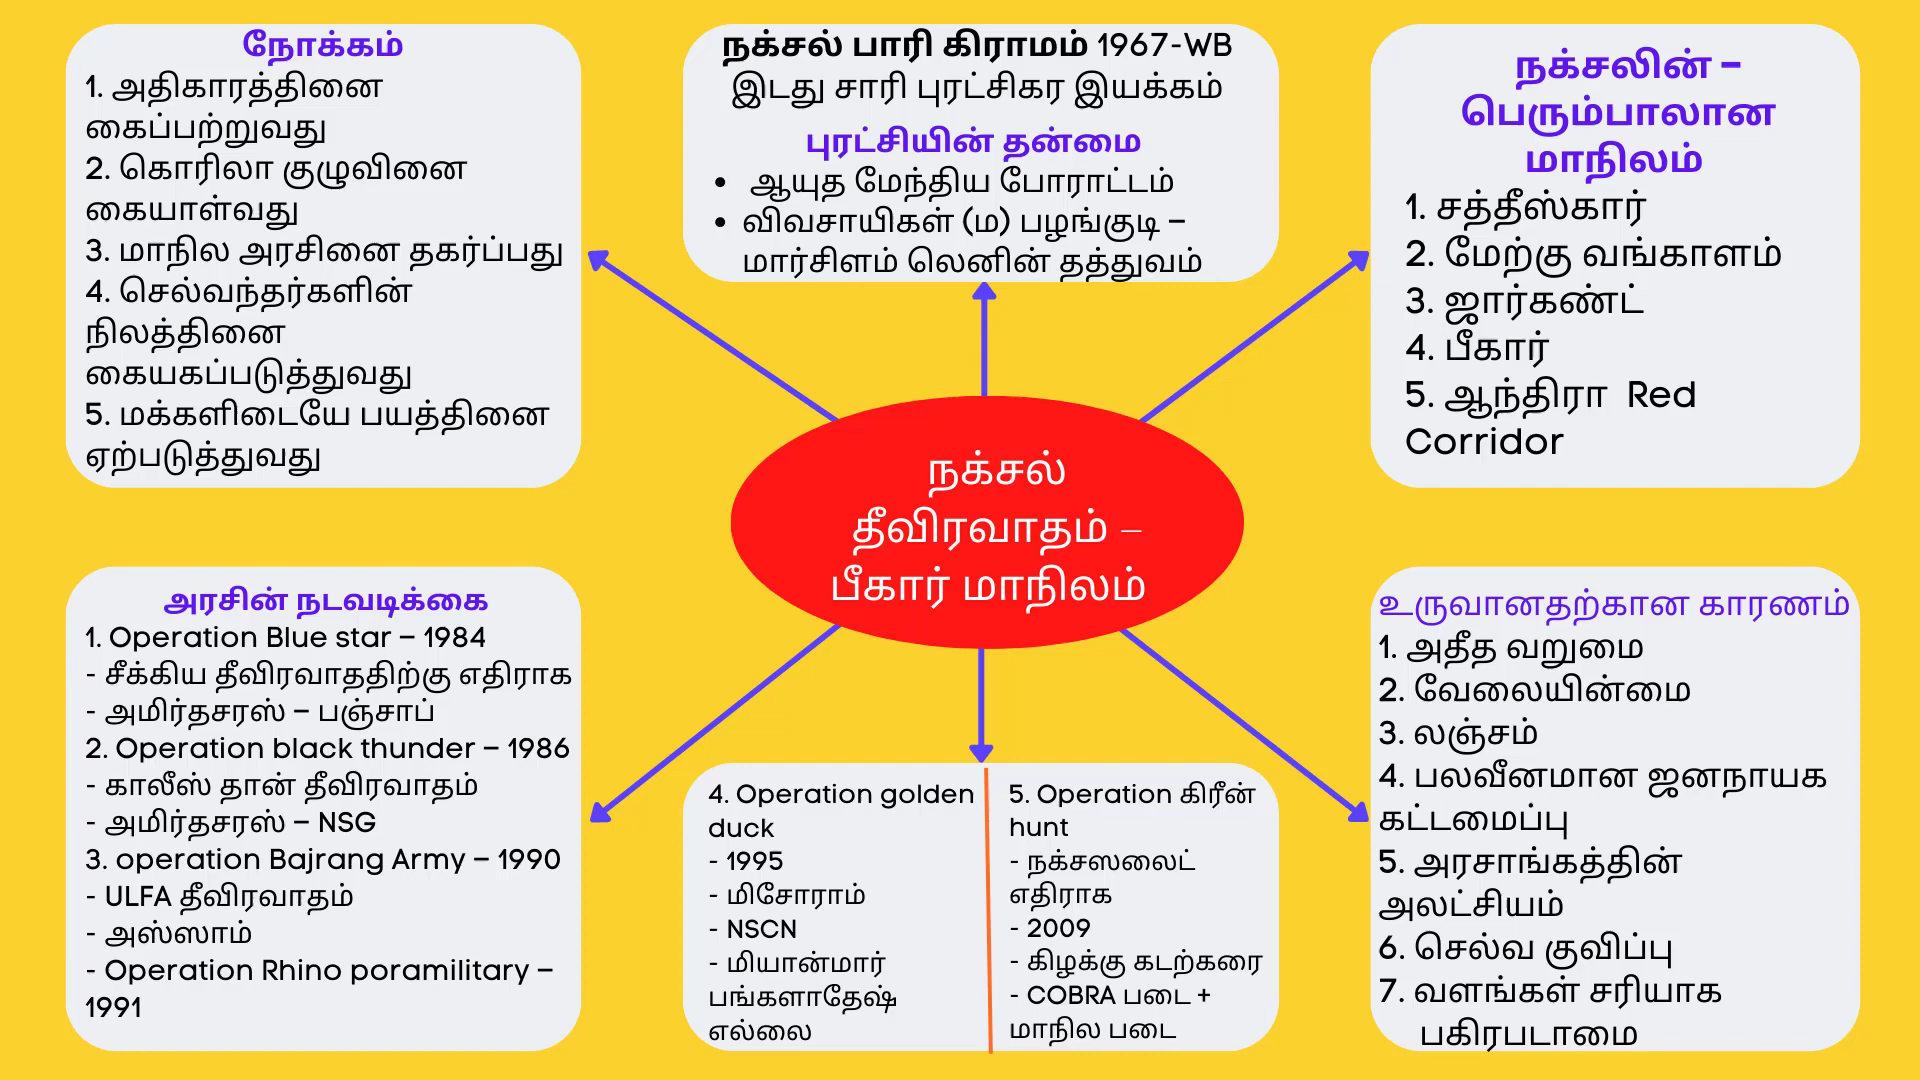 நோக்கம்
1. அதிகாரத்தினை
கைப்பற்றுவது
2. கொரிலா குழுவினை
கையாள்வது
3. மாநில அரசினை தகர்ப்பது
4. செல்வந்தர்களின்
நிலத்தினை
கையகப்படுத்துவது
5. மக்களிடையே பயத்தினை
ஏற்படுத்துவது
நக்சல் பாரி கிராமம் 1967-WB
இடது சாரி புரட்சிகர இயக்கம்
புரட்சியின் தன்மை
• ஆயுத மேந்திய போராட்டம்
• விவசாயிகள் (ம) பழங்குடி –
மார்சிளம் லெனின் தத்துவம்
நக்சலின் –
பெரும்பாலான
மாநிலம்
1. சத்தீஸ்கார்
2. மேற்கு வங்காளம்
3. ஜார்கண்ட்
4. பீகார்
5. ஆந்திரா Red
Corridor
நக்சல்
தீவிரவாதம் –
பீகார் மாநிலம்
அரசின் நடவடிக்கை
1. Operation Blue star – 1984
- சீக்கிய தீவிரவாததிற்கு எதிராக
- அமிர்தசரஸ் – பஞ்சாப்
2. Operation black thunder – 1986
- காலீஸ் தான் தீவிரவாதம்
- அமிர்தசரஸ் – NSG
3. operation Bajrang Army – 1990
- ULFA தீவிரவாதம்
- அஸ்ஸாம்
- Operation Rhino poramilitary –
1991
4. Operation golden
duck
- 1995
- மிசோராம்
- NSCN
- மியான்மார்
பங்களாதேஷ்
எல்லை
5. Operation கிரீன்
hunt
- நக்சஸலைட்
எதிராக
- 2009
- கிழக்கு கடற்கரை
- COBRA படை +
மாநில படை
உருவானதற்கான காரணம்
1. அதீத வறுமை
2. வேலையின்மை
3. லஞ்சம்
4. பலவீனமான ஜனநாயக
கட்டமைப்பு
5. அரசாங்கத்தின்
அலட்சியம்
6. செல்வ குவிப்பு
7. வளங்கள் சரியாக
பகிரபடாமை